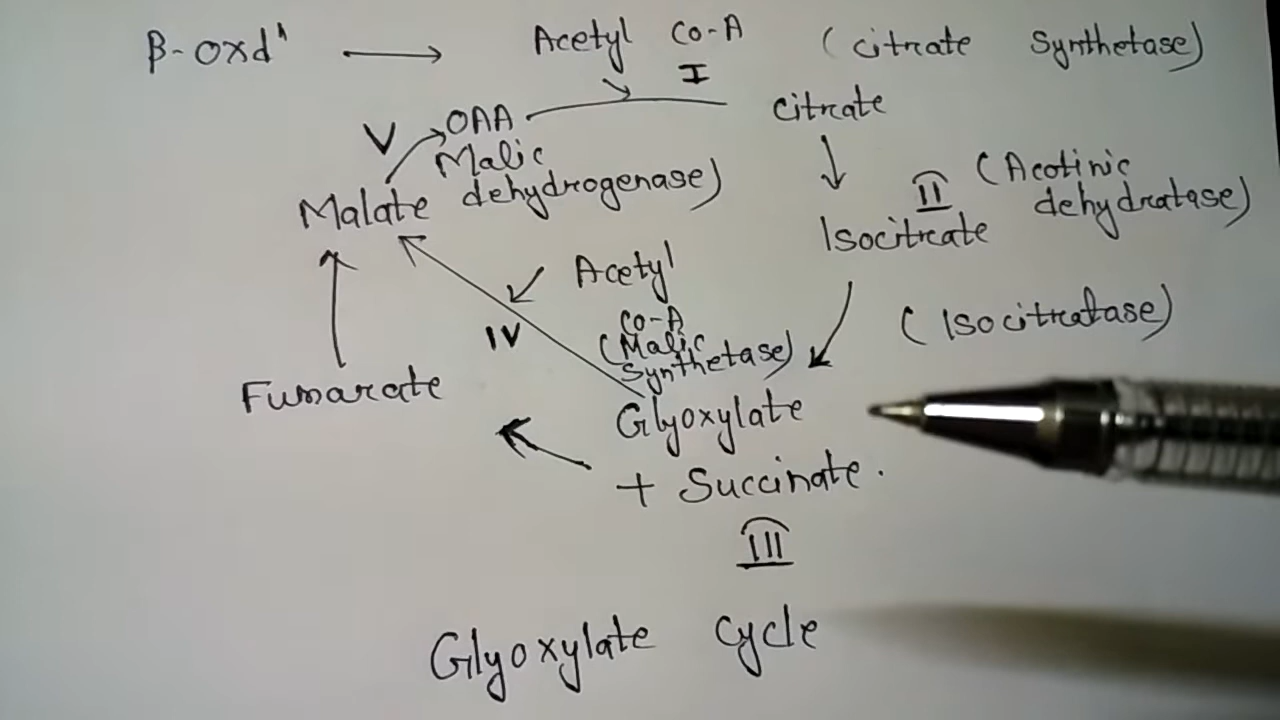 β-oxdⁿ → Acetyl Co-A (citrate Synthetase)
I
V OAA citrate
Malic
dehydrogenase)
Malate
II (Acotinic
dehydratase)
Isocitrate
Acetyl
Co-A
(Malic
Synthetase)
IV
(Isocitratase)
Fumarate
Glyoxylate
+ Succinate.
III
Glyoxylate cycle